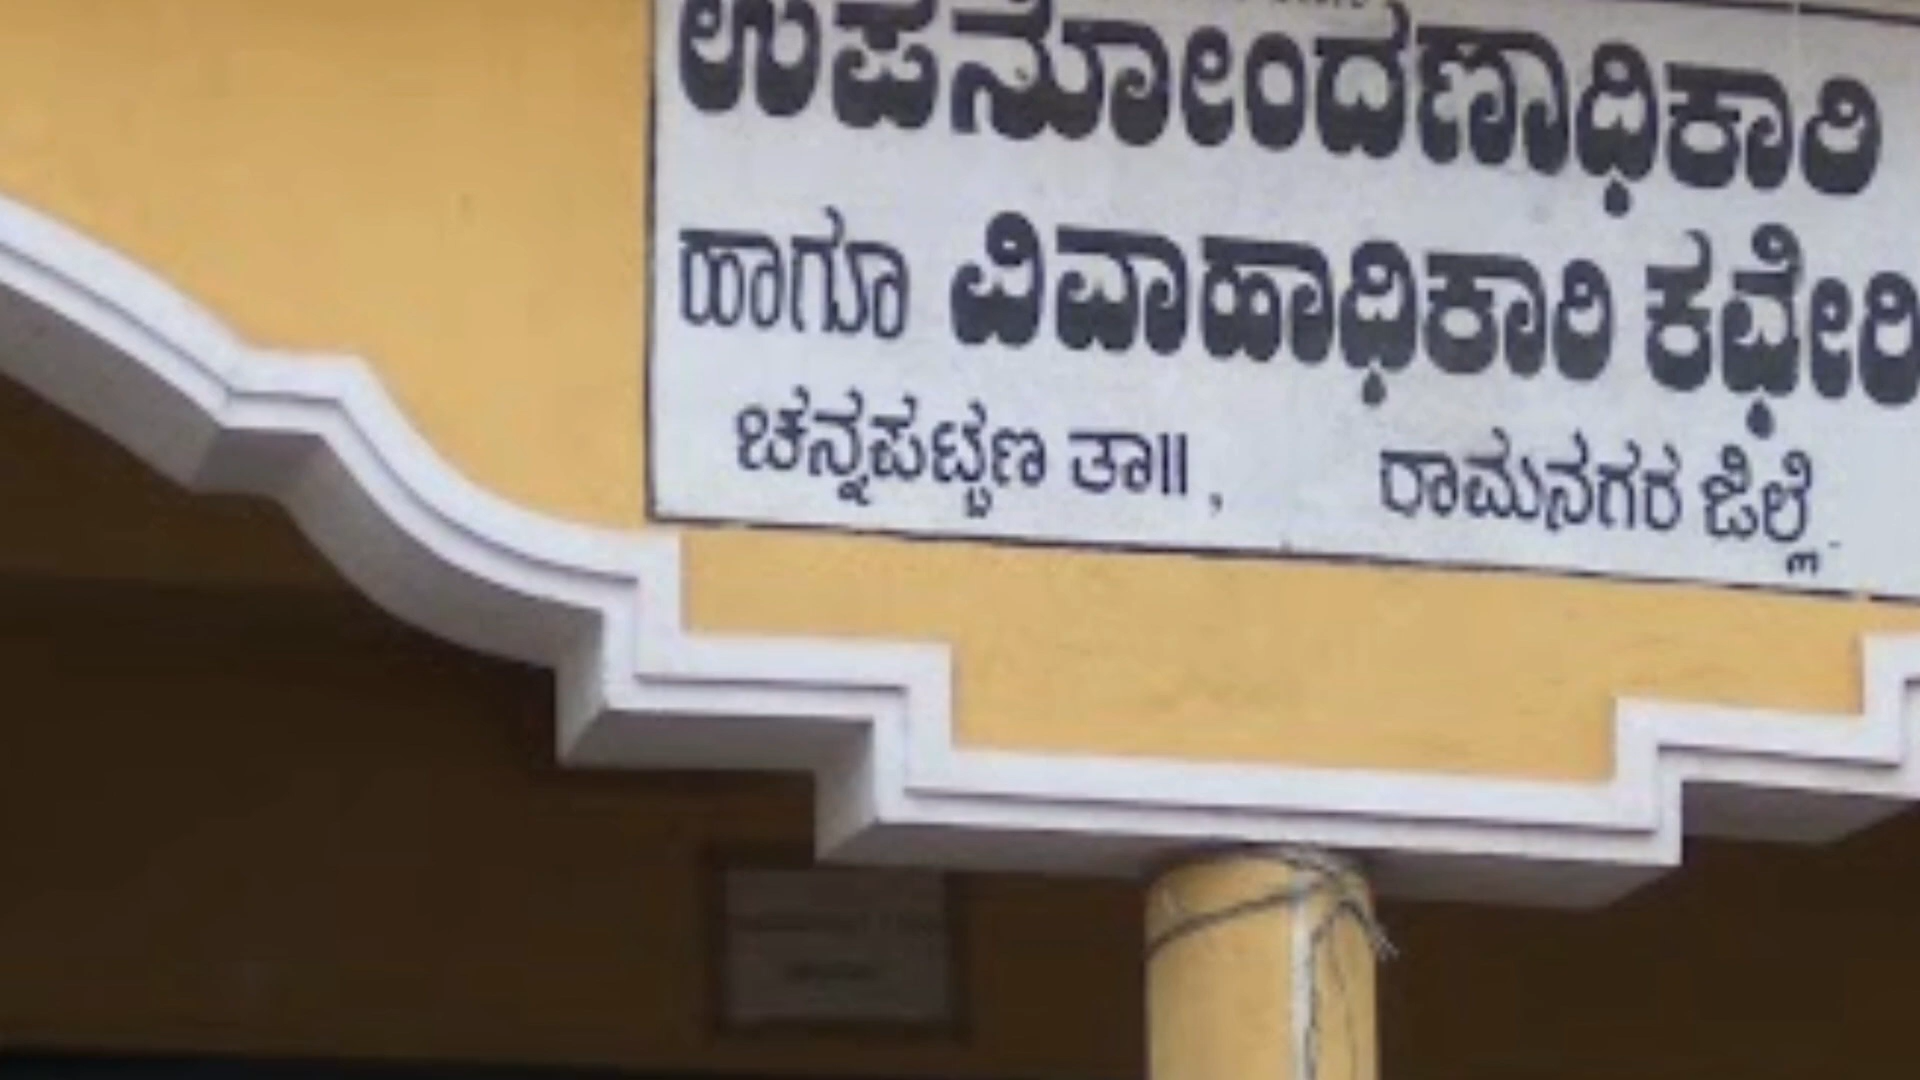 ಉಪನೋಂದಣಾಧಿಕಾರಿ
ಹಾಗೂ ವಿವಾಹಾಧಿಕಾರಿ ಕಛೇರಿ
ಚನ್ನಪಟ್ಟಣ ತಾ॥, ರಾಮನಗರ ಜಿಲ್ಲೆ.